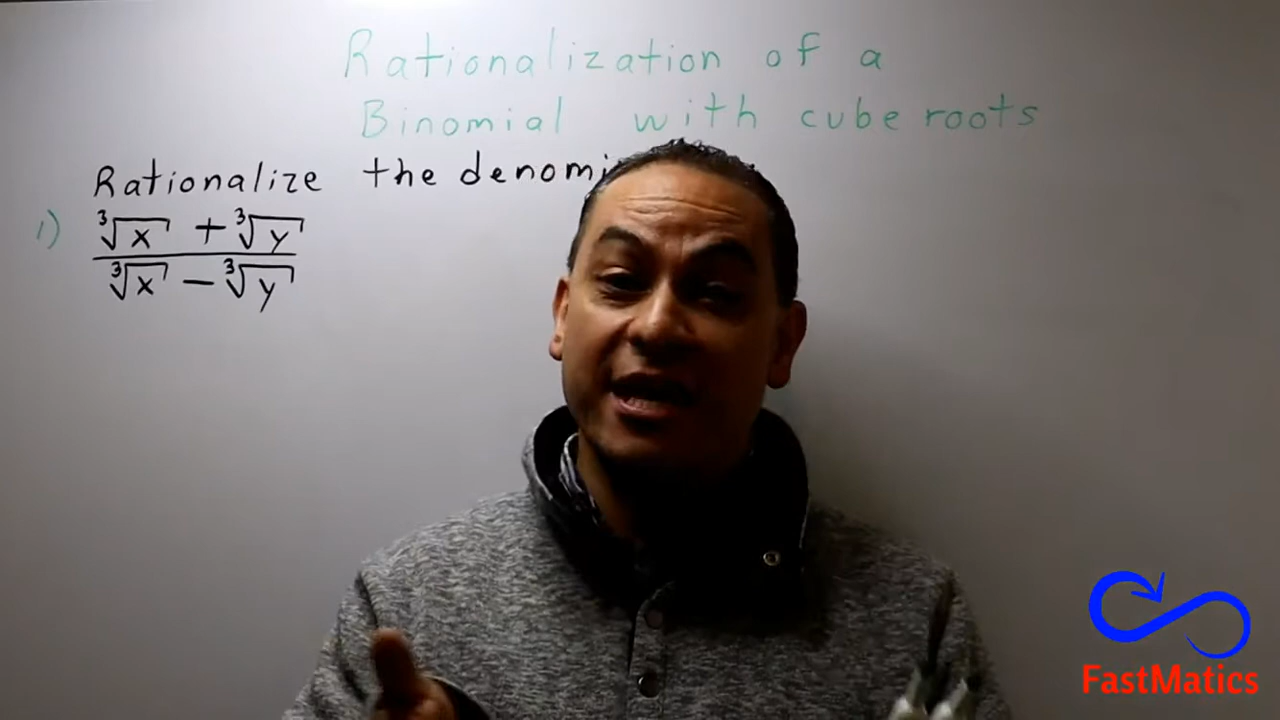 Rationalization of a
Binomial with cube roots
Rationalize the denomi
1) ∛x + ∛y
∛x - ∛y
FastMatics